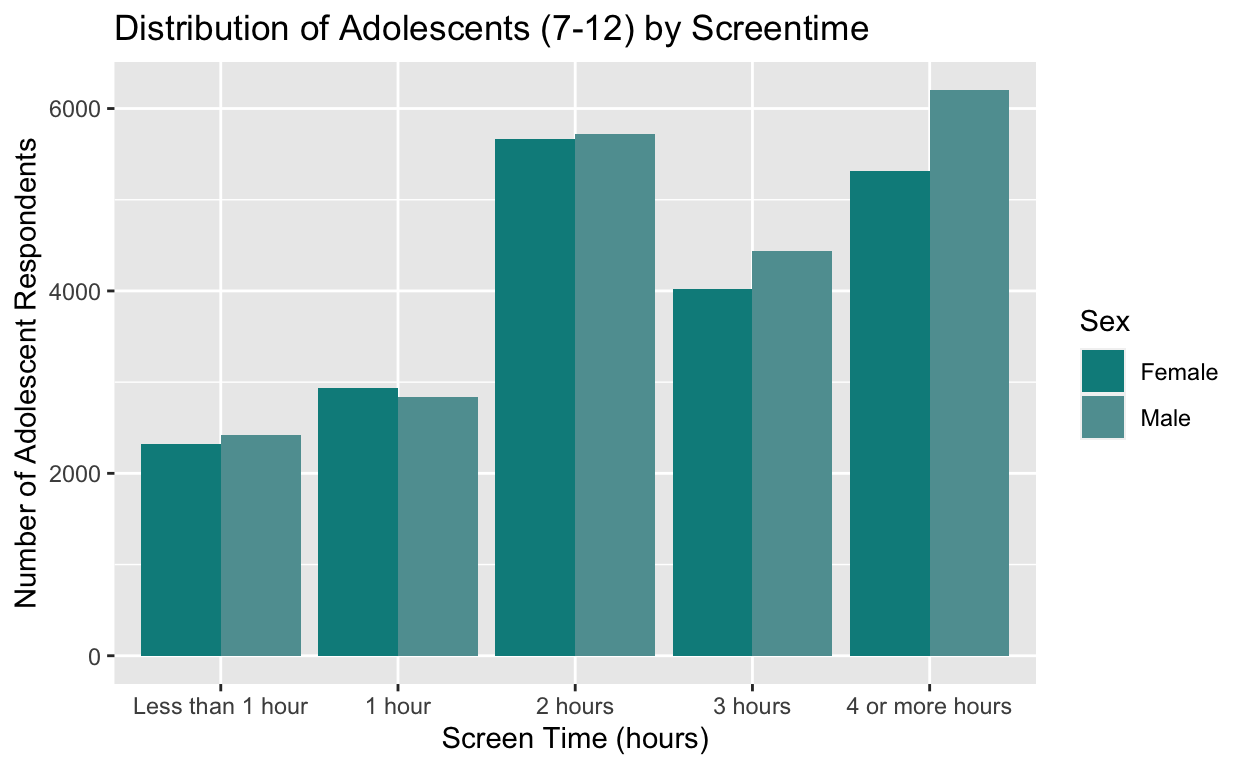 Distribution of Adolescents (7-12) by Screentime
Number of Adolescent Respondents
6000
4000
2000
0
Less than 1 hour
1 hour
2 hours
3 hours
4 or more hours
Screen Time (hours)
Sex
Female
Male